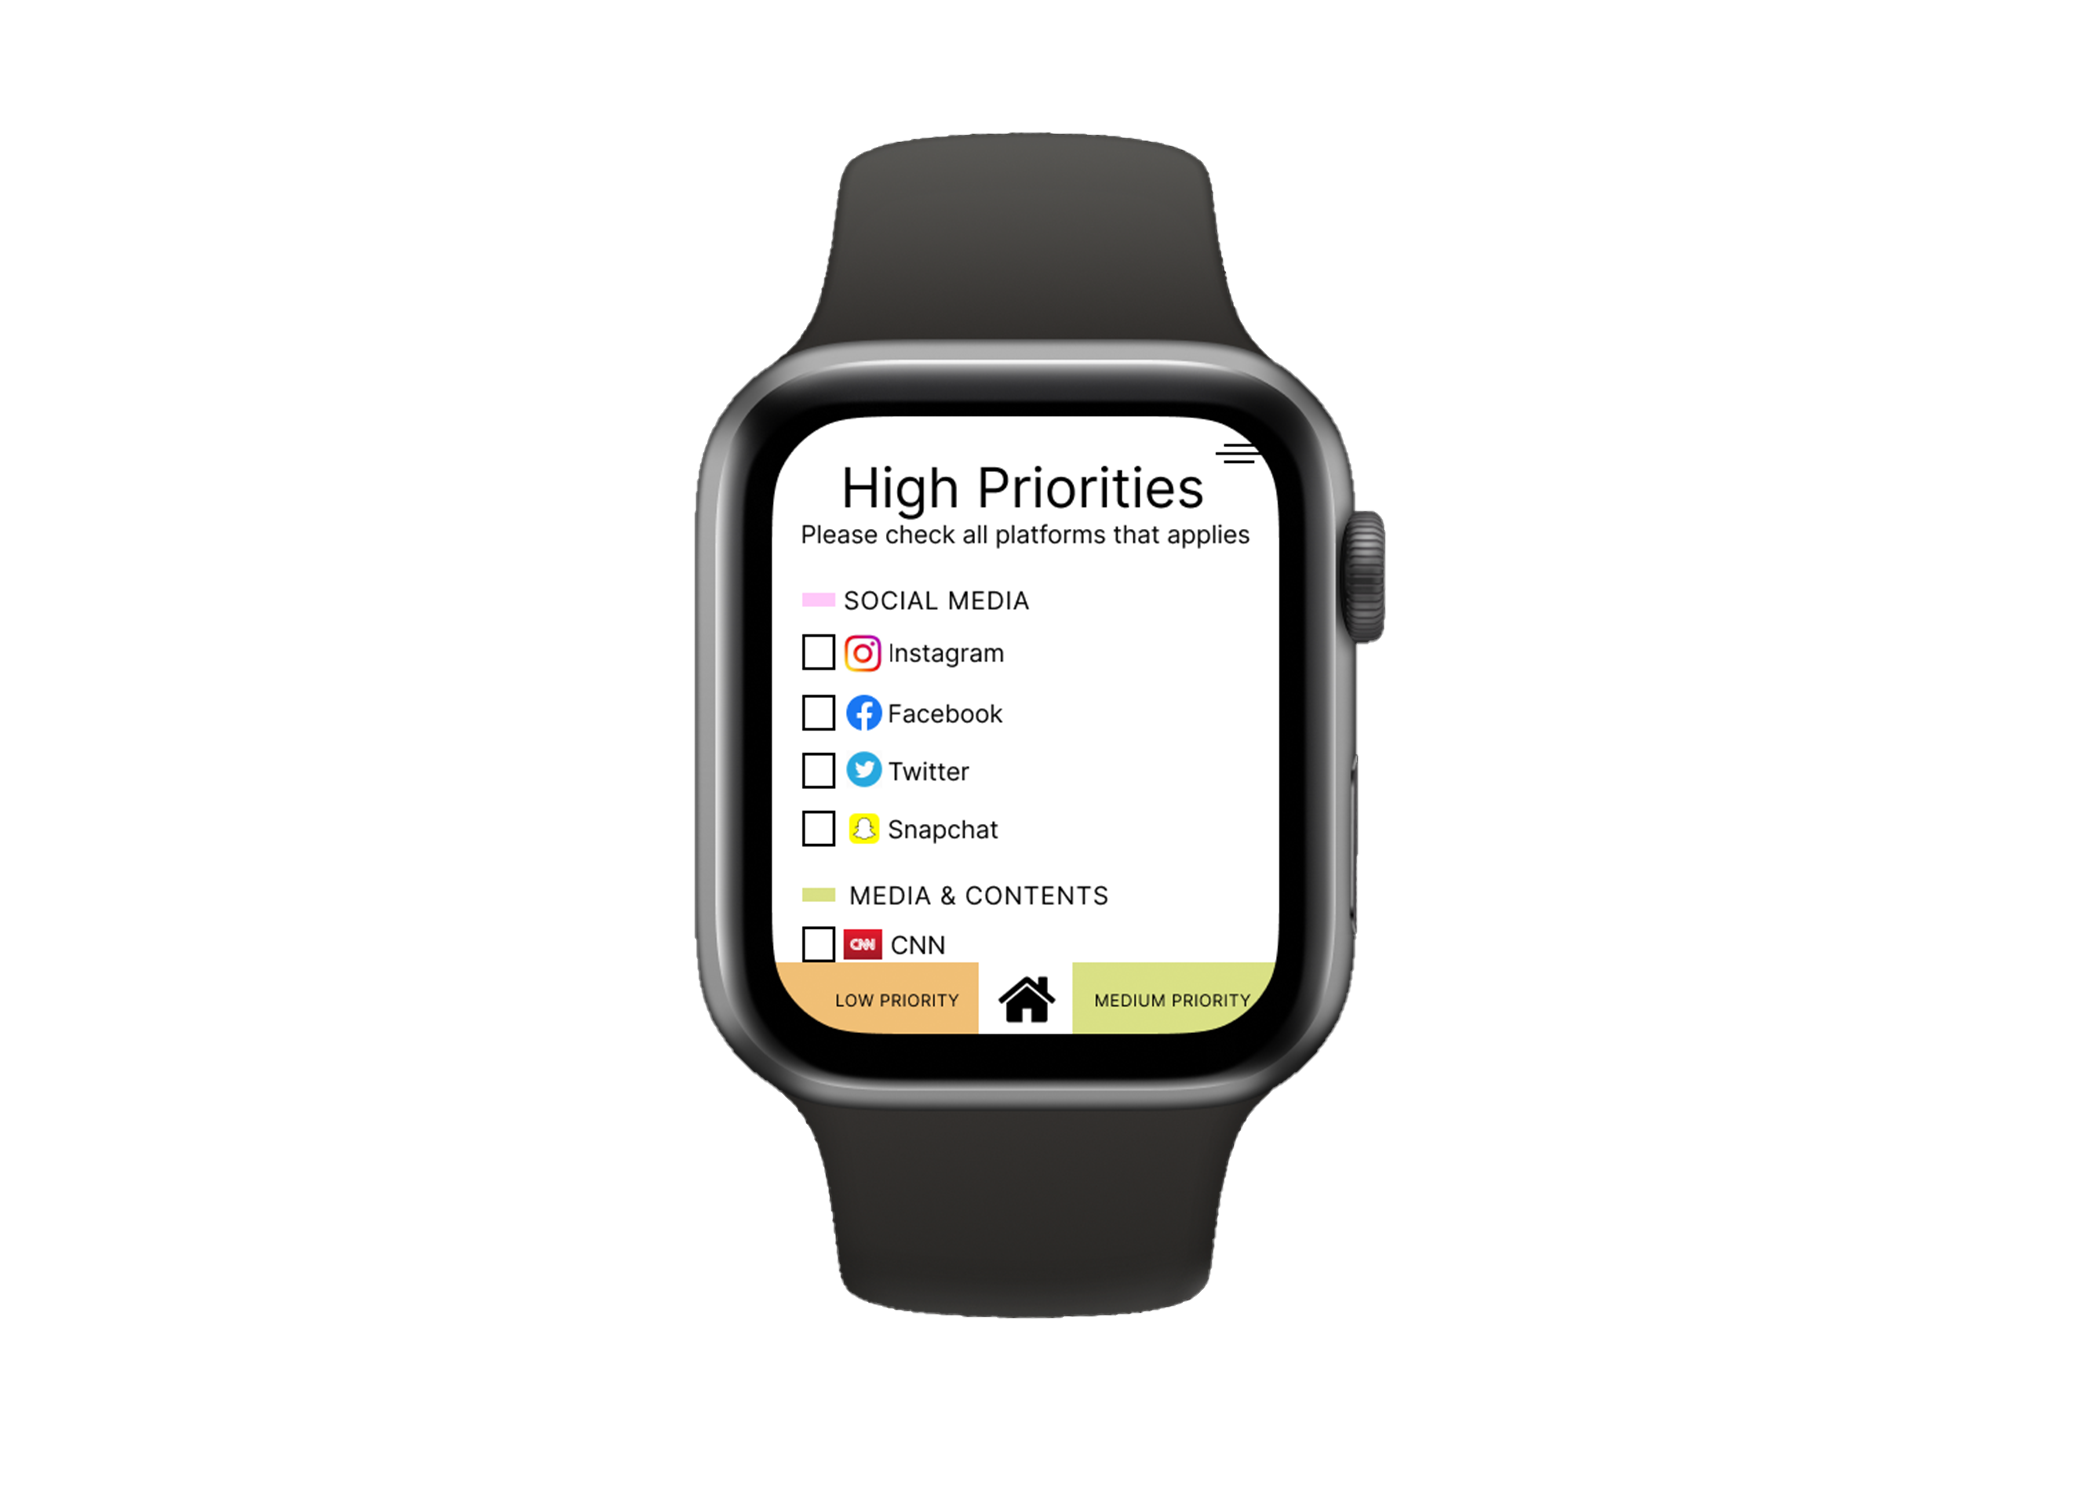 High Priorities
Please check all platforms that applies
SOCIAL MEDIA
Instagram
Facebook
Twitter
Snapchat
MEDIA & CONTENTS
CNN CNN
LOW PRIORITY
MEDIUM PRIORITY